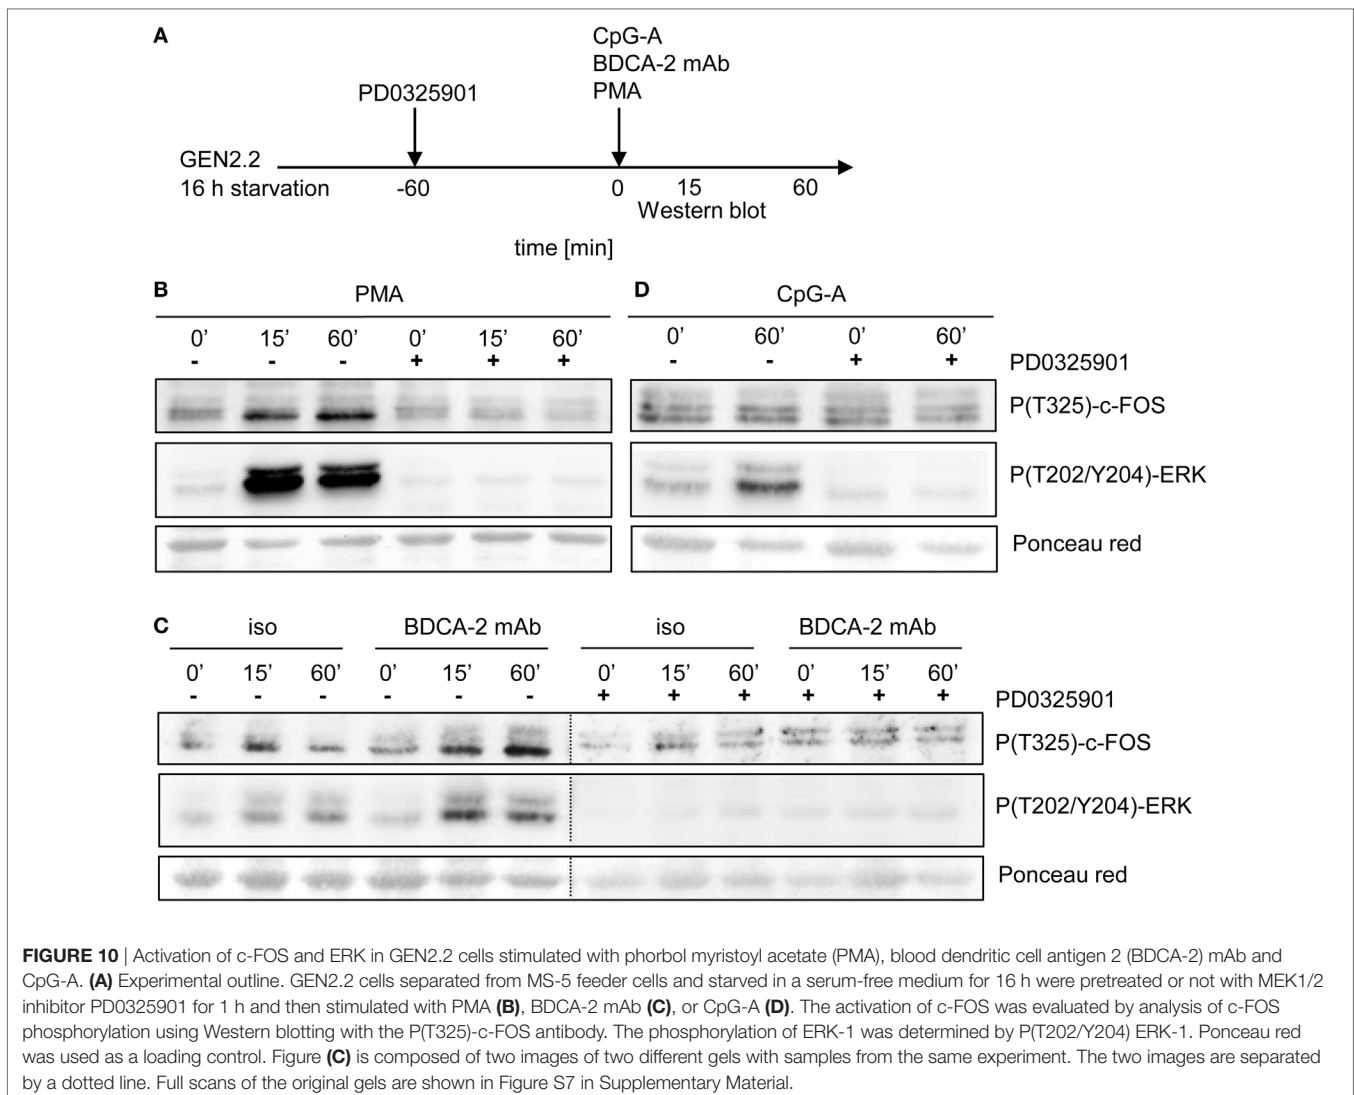 A
CpG-A
BDCA-2 mAb
PMA
PD0325901
GEN2.2
16 h starvation
-60 0 15 60
Western blot
time [min]
B
PMA
0’ 15’ 60’ 0’ 15’ 60’
- - - + + +
D
CpG-A
0’ 60’ 0’ 60’
- - + + PD0325901
P(T325)-c-FOS
P(T202/Y204)-ERK
Ponceau red
C
iso BDCA-2 mAb iso BDCA-2 mAb
0’ 15’ 60’ 0’ 15’ 60’ 0’ 15’ 60’ 0’ 15’ 60’
- - - - - - + + + + + + PD0325901
P(T325)-c-FOS
P(T202/Y204)-ERK
Ponceau red
FIGURE 10 | Activation of c-FOS and ERK in GEN2.2 cells stimulated with phorbol myristoyl acetate (PMA), blood dendritic cell antigen 2 (BDCA-2) mAb and
CpG-A. (A) Experimental outline. GEN2.2 cells separated from MS-5 feeder cells and starved in a serum-free medium for 16 h were pretreated or not with MEK1/2
inhibitor PD0325901 for 1 h and then stimulated with PMA (B), BDCA-2 mAb (C), or CpG-A (D). The activation of c-FOS was evaluated by analysis of c-FOS
phosphorylation using Western blotting with the P(T325)-c-FOS antibody. The phosphorylation of ERK-1 was determined by P(T202/Y204) ERK-1. Ponceau red
was used as a loading control. Figure (C) is composed of two images of two different gels with samples from the same experiment. The two images are separated
by a dotted line. Full scans of the original gels are shown in Figure S7 in Supplementary Material.